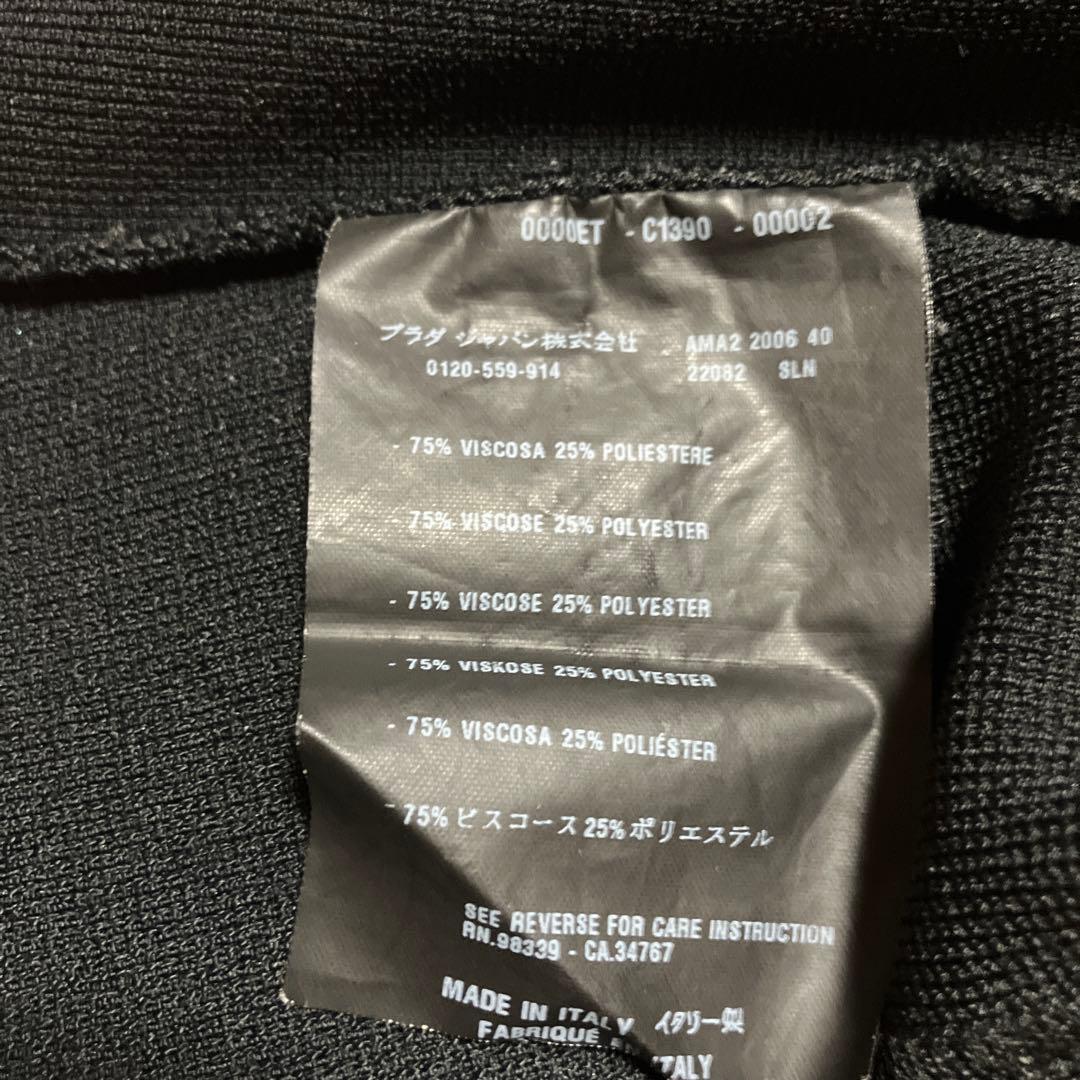 0000ET - C1390 - 00002
プラダ ジャパン株式会社 AMA2 2006 40
0120-559-914 22082 SLN
- 75% VISCOSA 25% POLIESTERE -
- 75% VISCOSE 25% POLYESTER
- 75% VISCOSE 25% POLYESTER
- 75% VISKOSE 25% POLYESTER
- 75% VISCOSA 25% POLIÉSTER
- 75% ビスコース 25% ポリエステル
SEE REVERSE FOR CARE INSTRUCTION
RN.98339 - CA.34767
MADE IN ITALY イタリー製
FABRIQUÉ ITALY